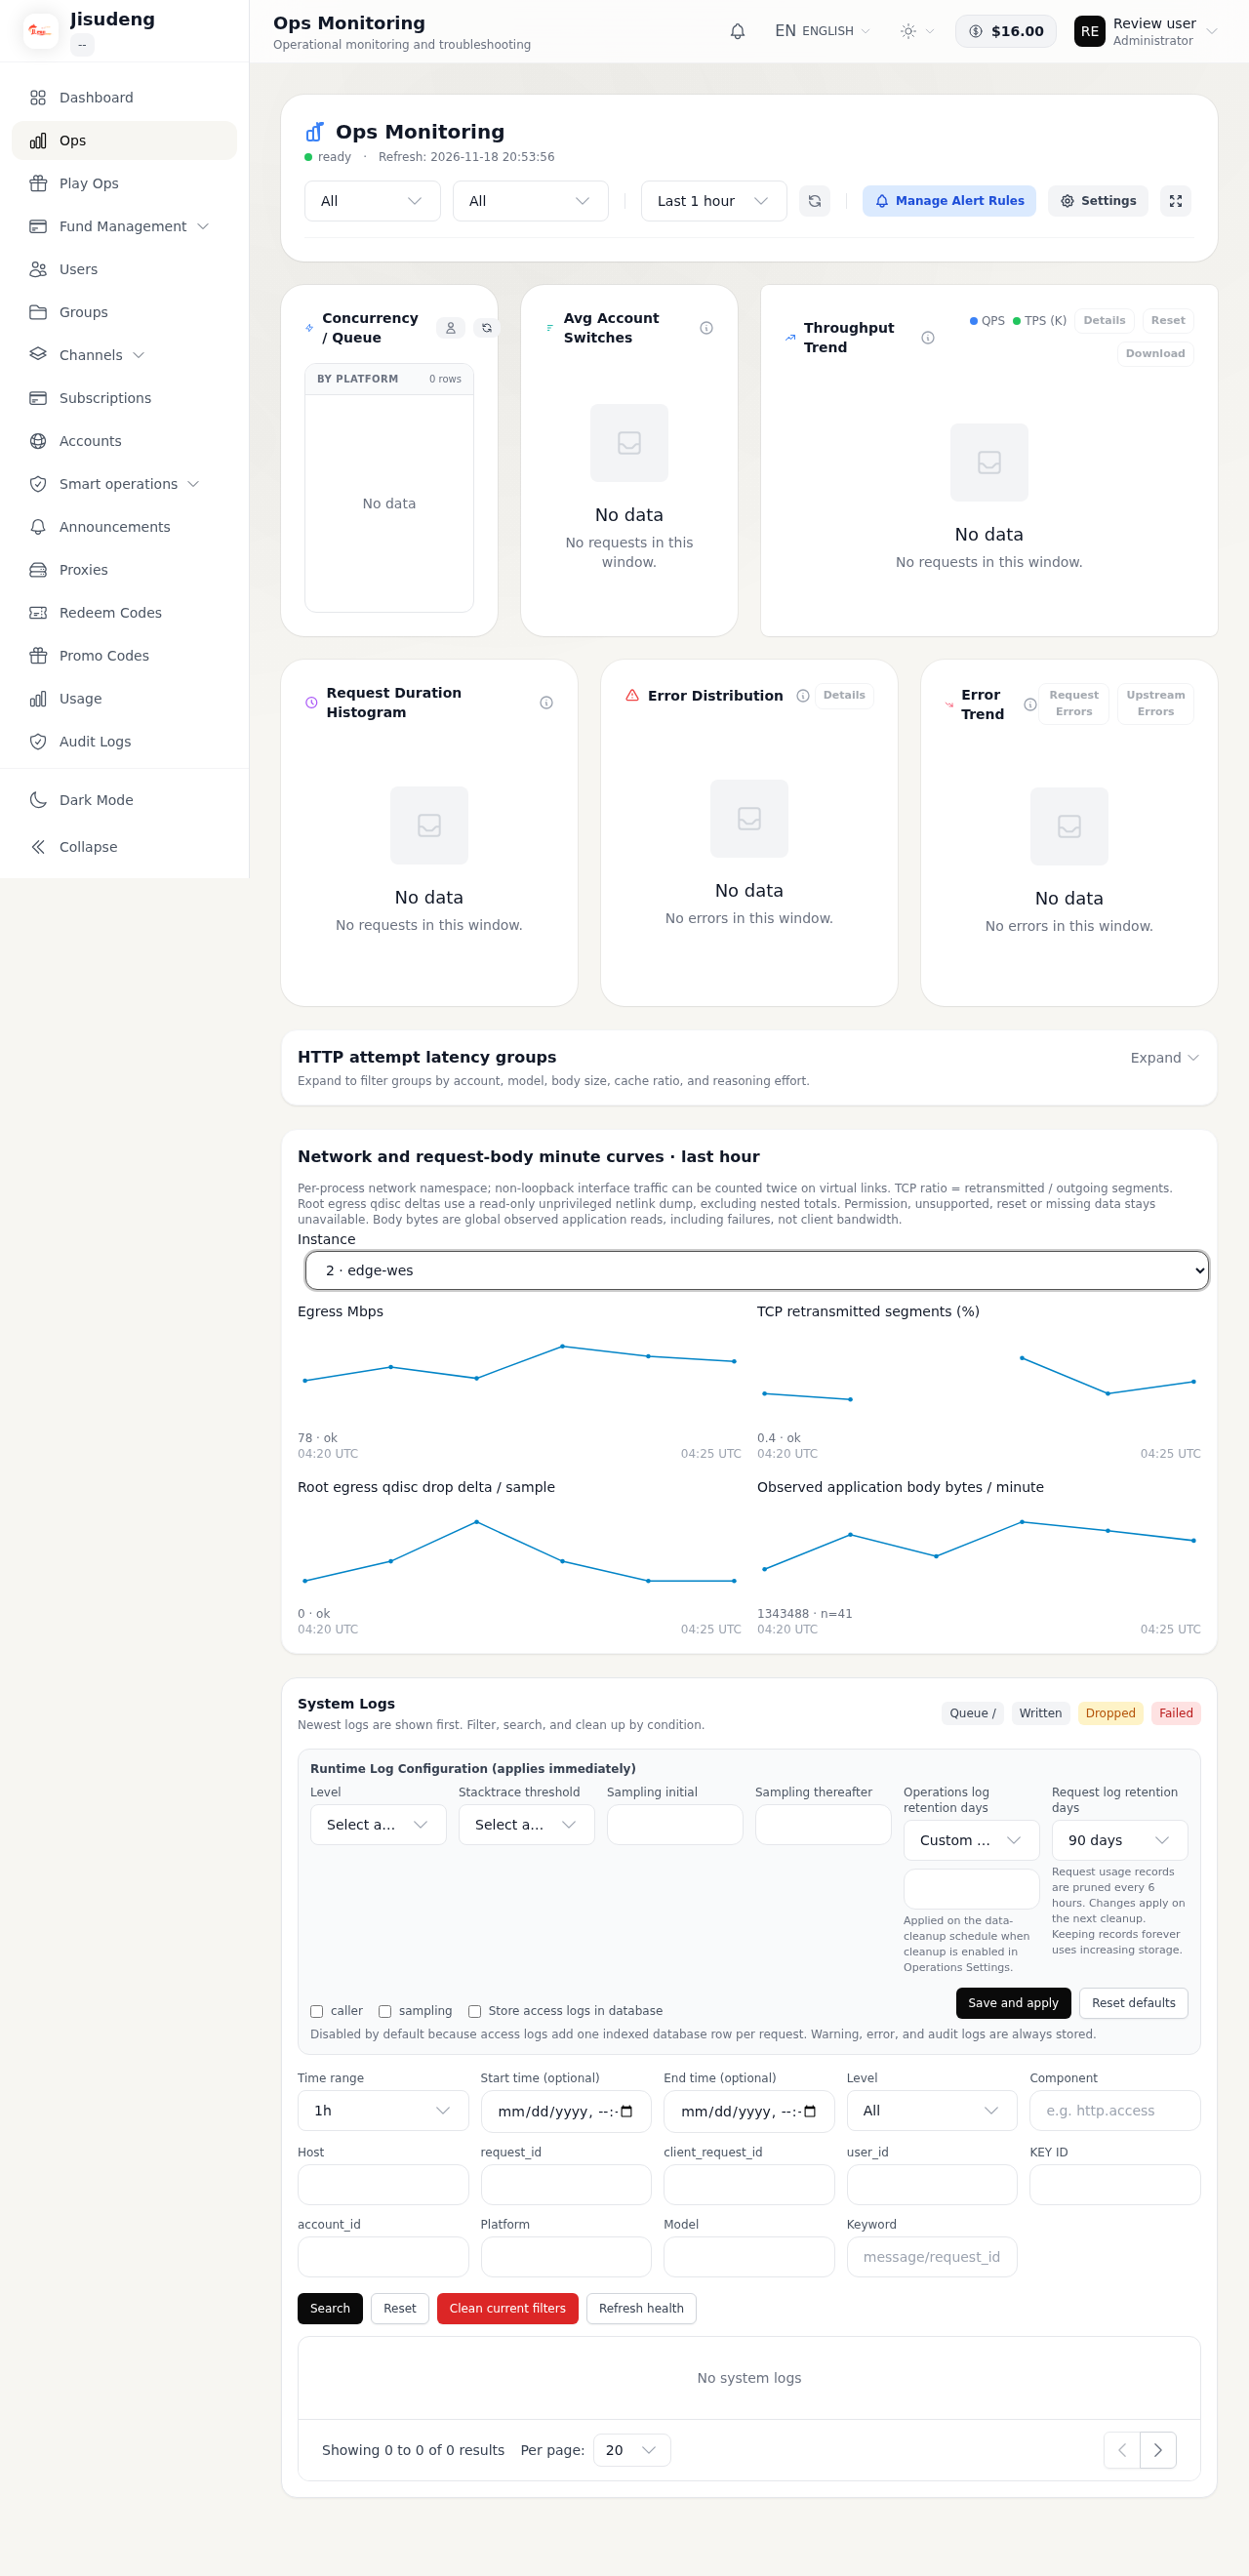 Jisudeng
--
Dashboard
Ops
Play Ops
Fund Management
Users
Groups
Channels
Subscriptions
Accounts
Smart operations
Announcements
Proxies
Redeem Codes
Promo Codes
Usage
Audit Logs
Dark Mode
Collapse
Ops Monitoring
Operational monitoring and troubleshooting
EN ENGLISH
$16.00
RE
Review user
Administrator
Ops Monitoring
ready · Refresh: 2026-11-18 20:53:56
All
All
Last 1 hour
Manage Alert Rules
Settings
Concurrency
/ Queue
BY PLATFORM
0 rows
No data
Avg Account
Switches
No data
No requests in this
window.
Throughput
Trend
QPS
TPS (K)
Details
Reset
Download
No data
No requests in this window.
Request Duration
Histogram
No data
No requests in this window.
Error Distribution
Details
No data
No errors in this window.
Error
Trend
Request
Errors
Upstream
Errors
No data
No errors in this window.
HTTP attempt latency groups
Expand
Expand to filter groups by account, model, body size, cache ratio, and reasoning effort.
Network and request-body minute curves · last hour
Per-process network namespace; non-loopback interface traffic can be counted twice on virtual links. TCP ratio = retransmitted / outgoing segments.
Root egress qdisc deltas use a read-only unprivileged netlink dump, excluding nested totals. Permission, unsupported, reset or missing data stays
unavailable. Body bytes are global observed application reads, including failures, not client bandwidth.
Instance
2 · edge-wes
Egress Mbps
78 · ok
04:20 UTC
04:25 UTC
TCP retransmitted segments (%)
0.4 · ok
04:20 UTC
04:25 UTC
Root egress qdisc drop delta / sample
0 · ok
04:20 UTC
04:25 UTC
Observed application body bytes / minute
1343488 · n=41
04:20 UTC
04:25 UTC
System Logs
Newest logs are shown first. Filter, search, and clean up by condition.
Queue /
Written
Dropped
Failed
Runtime Log Configuration (applies immediately)
Level
Select a...
Stacktrace threshold
Select a...
Sampling initial
Sampling thereafter
Operations log
retention days
Custom ...
Applied on the data-
cleanup schedule when
cleanup is enabled in
Operations Settings.
Request log retention
days
90 days
Request usage records
are pruned every 6
hours. Changes apply on
the next cleanup.
Keeping records forever
uses increasing storage.
caller
sampling
Store access logs in database
Save and apply
Reset defaults
Disabled by default because access logs add one indexed database row per request. Warning, error, and audit logs are always stored.
Time range
1h
Start time (optional)
mm/dd/yyyy, --:-
End time (optional)
mm/dd/yyyy, --:-
Level
All
Component
e.g. http.access
Host
request_id
client_request_id
user_id
KEY ID
account_id
Platform
Model
Keyword
message/request_id
Search
Reset
Clean current filters
Refresh health
No system logs
Showing 0 to 0 of 0 results
Per page:
20